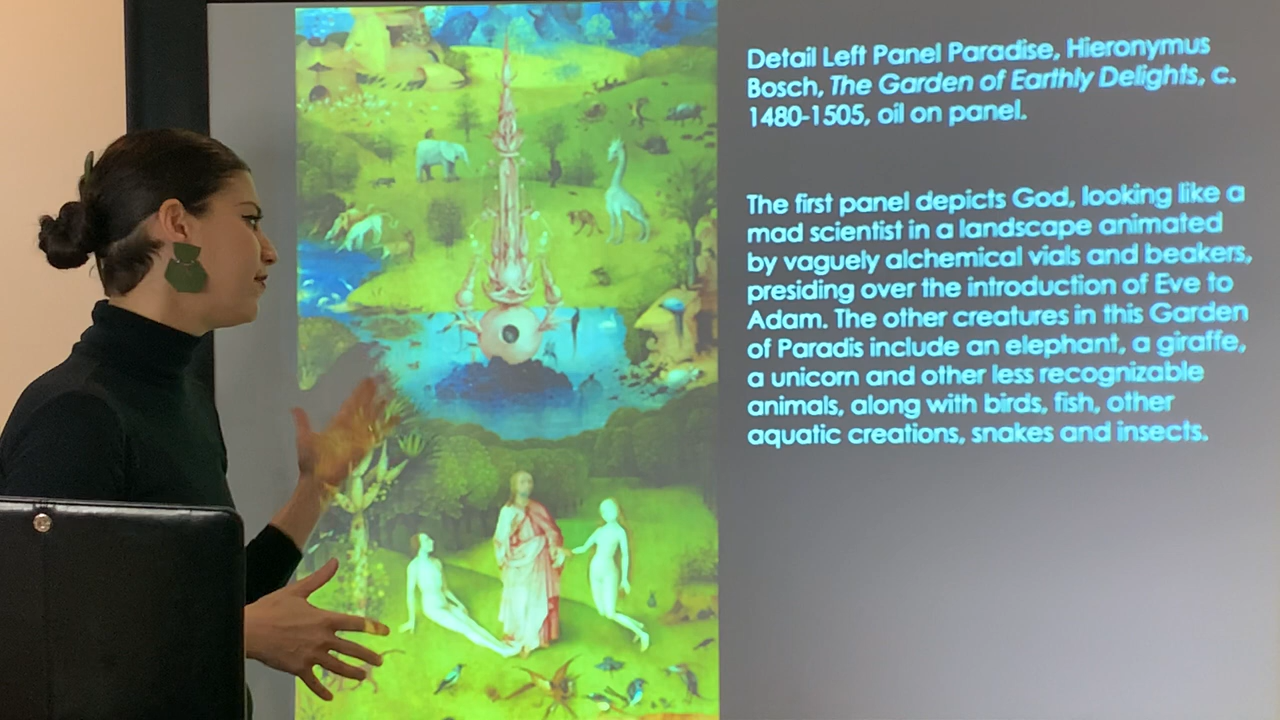 Detail Left Panel Paradise, Hieronymus
Bosch, The Garden of Earthly Delights, c.
1480-1505, oil on panel.
The first panel depicts God, looking like a
mad scientist in a landscape animated
by vaguely alchemical vials and beakers,
presiding over the introduction of Eve to
Adam. The other creatures in this Garden
of Paradis include an elephant, a giraffe,
a unicorn and other less recognizable
animals, along with birds, fish, other
aquatic creations, snakes and insects.